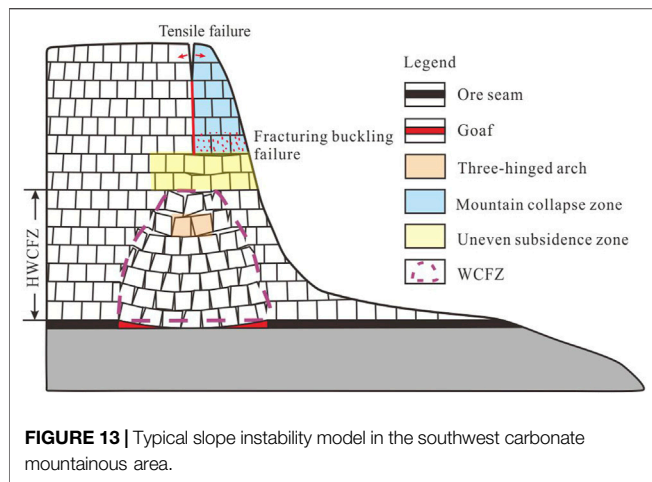 Tensile failure
Fracturing buckling
failure
HWCFZ
Legend
Ore seam
Goaf
Three-hinged arch
Mountain collapse zone
Uneven subsidence zone
WCFZ
FIGURE 13 | Typical slope instability model in the southwest carbonate
mountainous area.